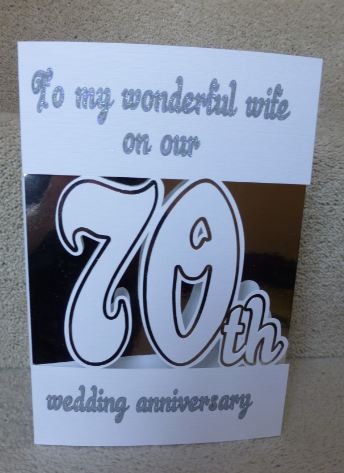 To my wonderful wife
on our
70th
wedding anniversary